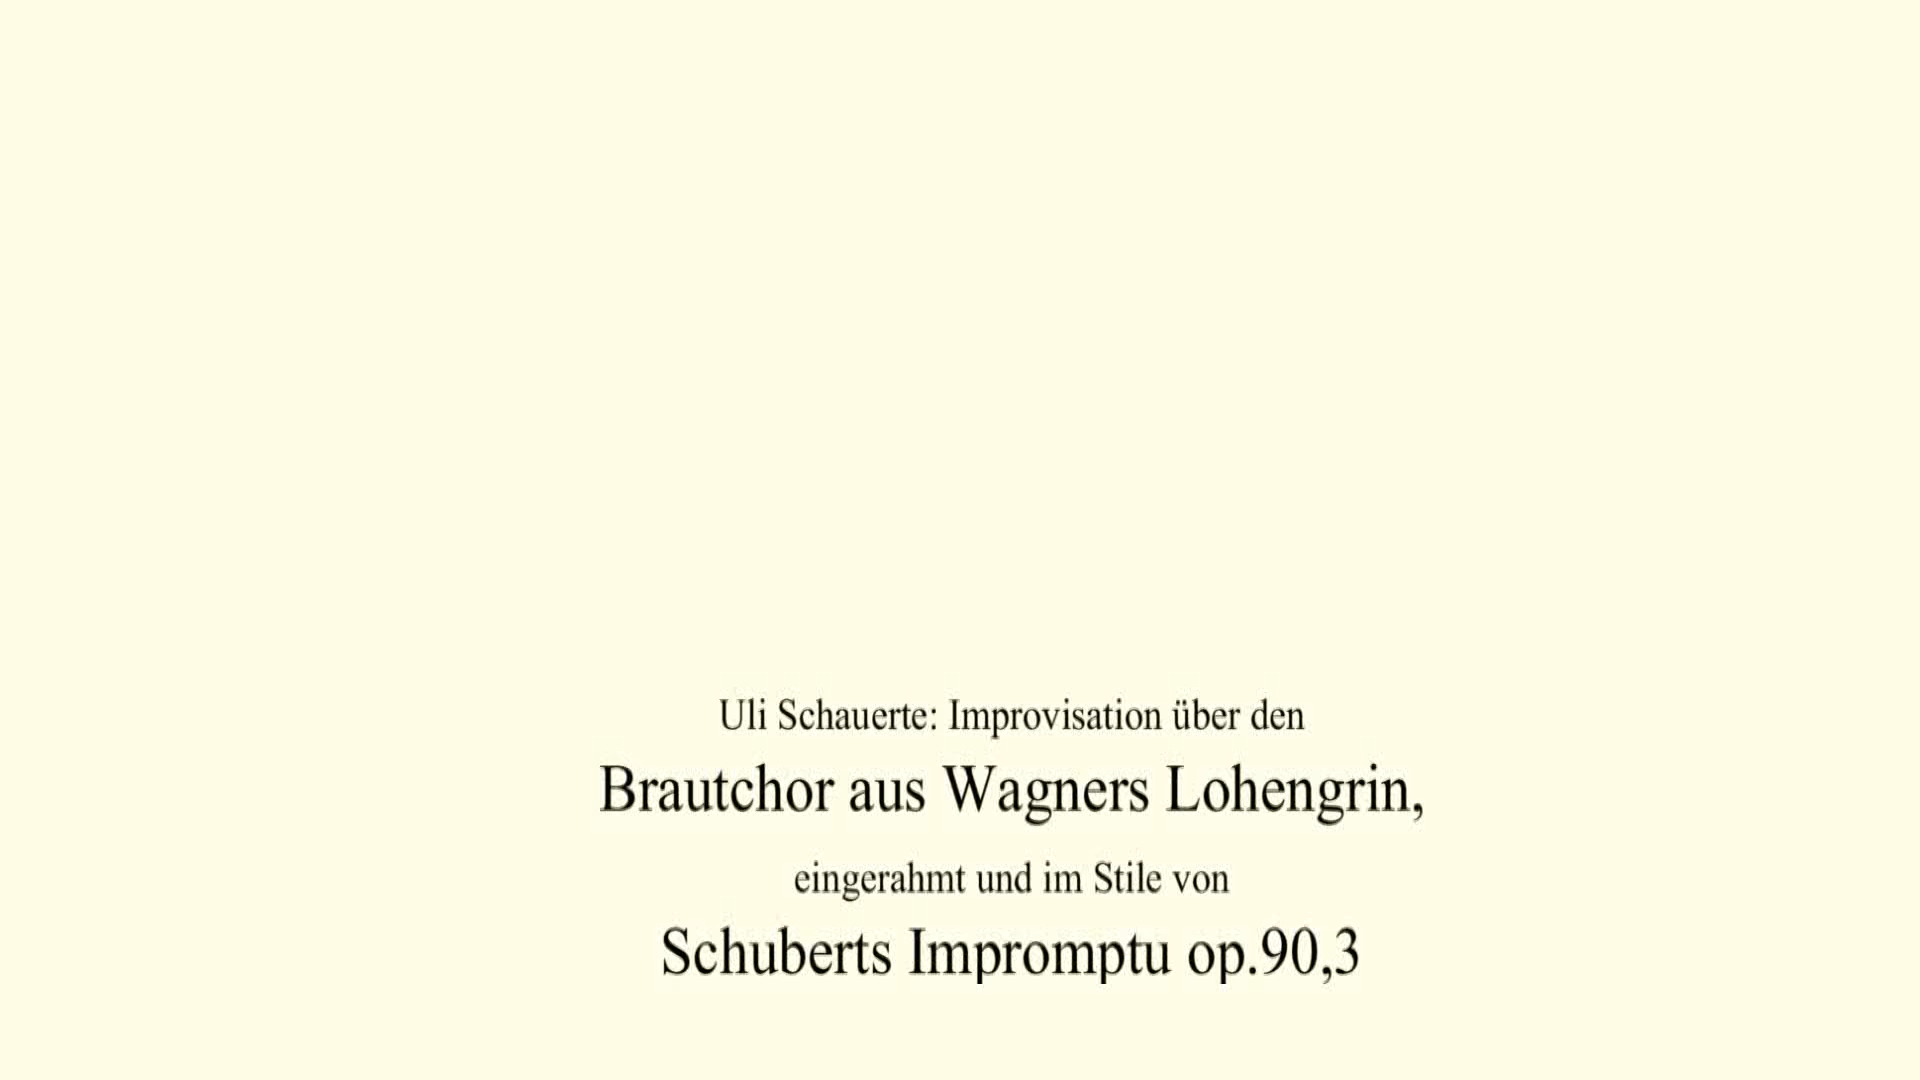 Uli Schauerte: Improvisation über den
Brautchor aus Wagners Lohengrin,
eingerahmt und im Stile von
Schuberts Impromptu op.90,3